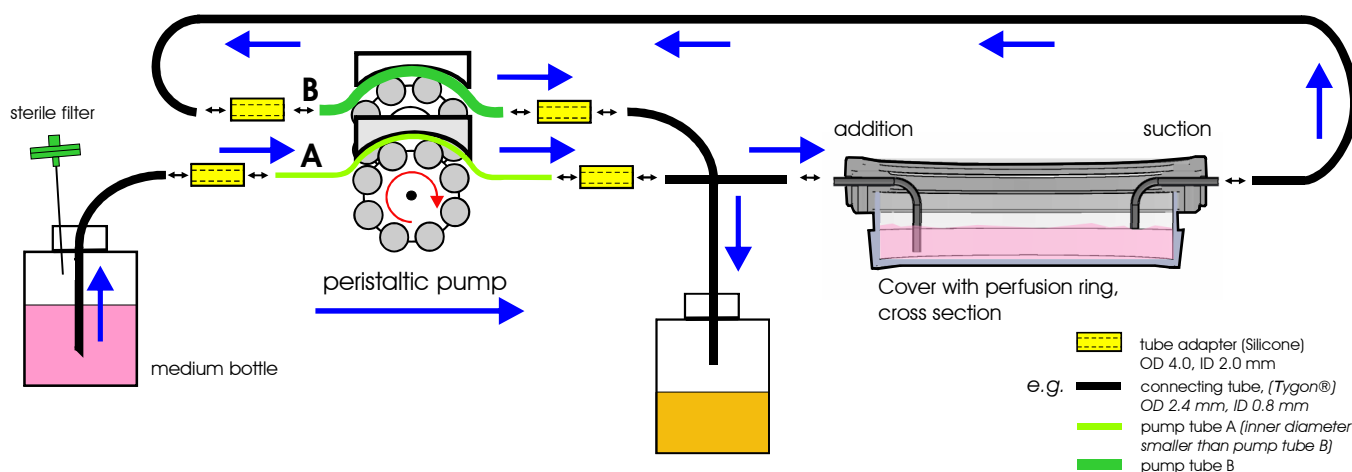 B
sterile filter
addition
suction
A
peristaltic pump
Cover with perfusion ring,
cross section
medium bottle
tube adapter (Silicone)
OD 4.0, ID 2.0 mm
e.g.
connecting tube, (Tygon®)
OD 2.4 mm, ID 0.8 mm
pump tube A (inner diameter
smaller than pump tube B)
pump tube B